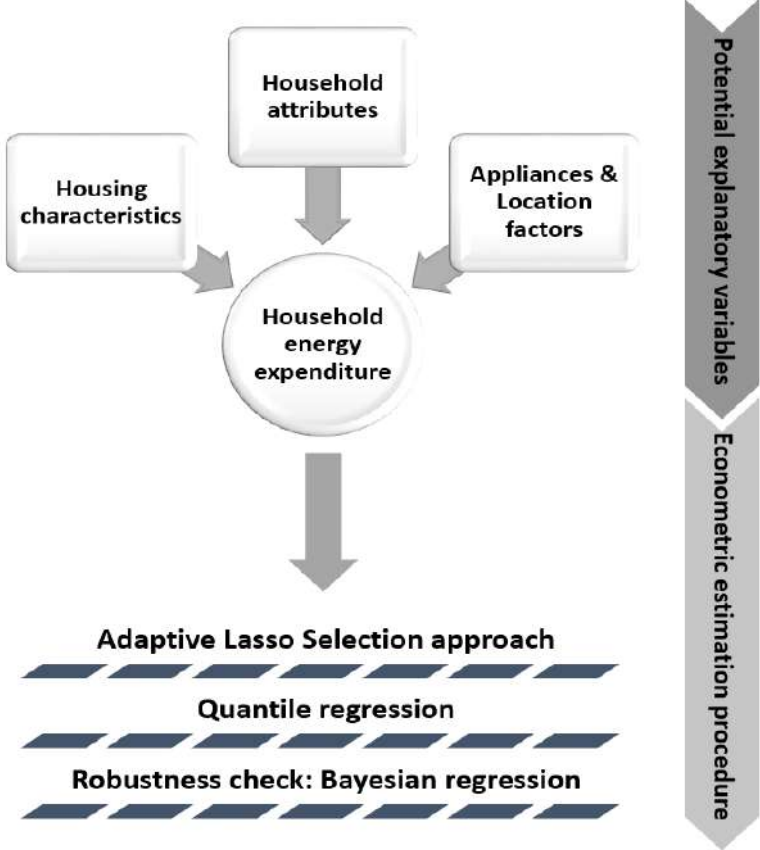 Household
attributes
Housing
characteristics
Appliances &
Location
factors
Household
energy
expenditure
Adaptive Lasso Selection approach
Quantile regression
Robustness check: Bayesian regression
Potential explanatory variables
Econometric estimation procedure